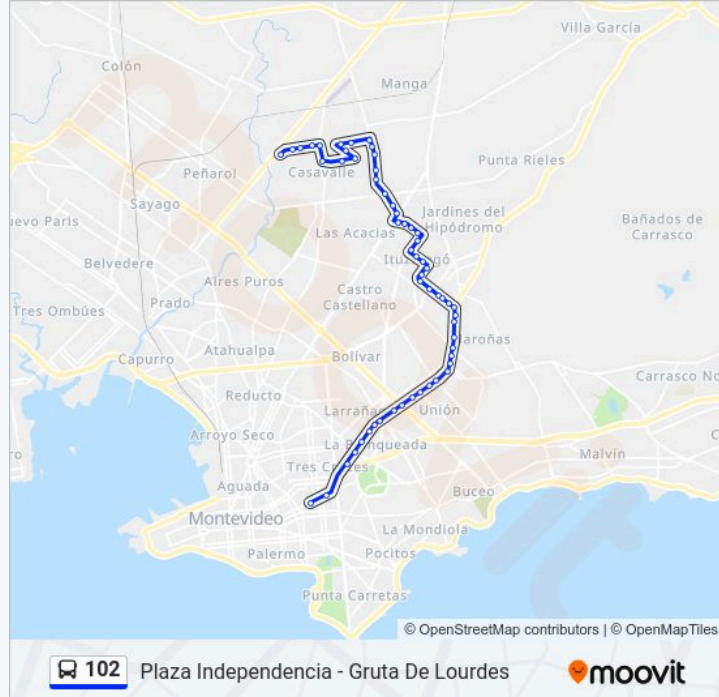 Villa García
Colón
Manga
Peñarol
Casavalle
Punta Rieles
Sayago
uevo Paris
Jardines del
Hipódromo
Bañados de
Carrasco
Las Acacias
Belvedere
Aires Puros
Castro
Castellano
Tres Ombúes
Prado
Atahualpa
Bolívar
aroñas
Capurro
Carrasco No
Reducto
Larraña
Unión
Arroyo Seco
Malvín
Tres Cruces
Aguada
Buceo
Montevideo
La Mondiola
Palermo
Pocitos
Punta Carretas
© OpenStreetMap contributors | © OpenMapTiles
102 Plaza Independencia - Gruta De Lourdes
moovit